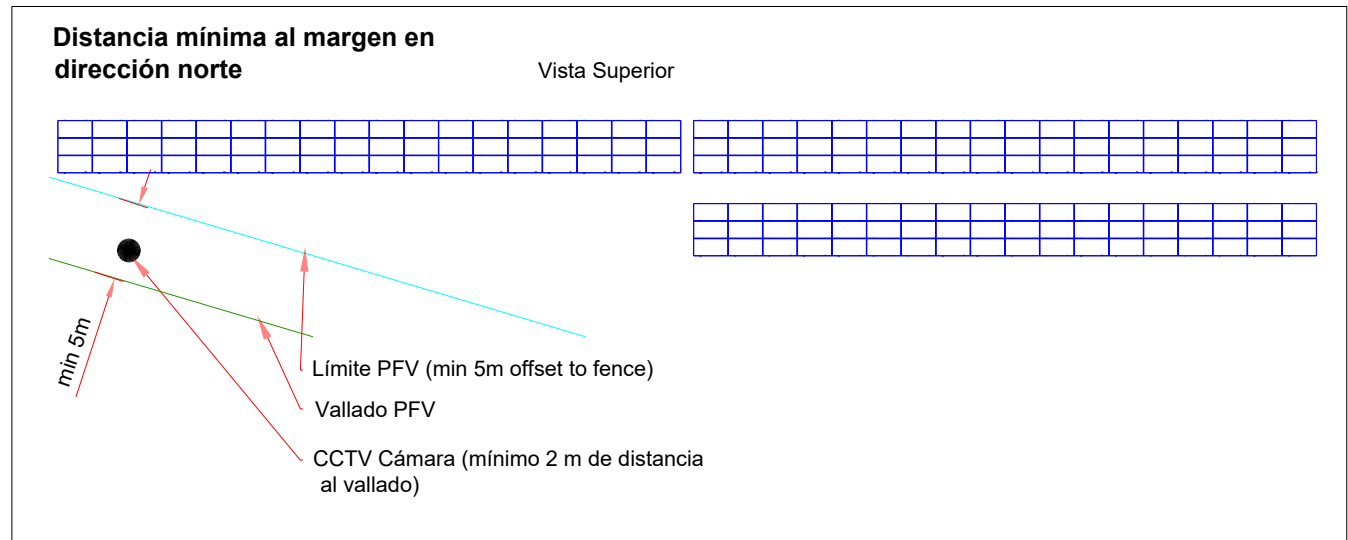 Distancia mínima al margen en
dirección norte
Vista Superior
min 5m
Límite PFV (min 5m offset to fence)
Vallado PFV
CCTV Cámara (mínimo 2 m de distancia
al vallado)